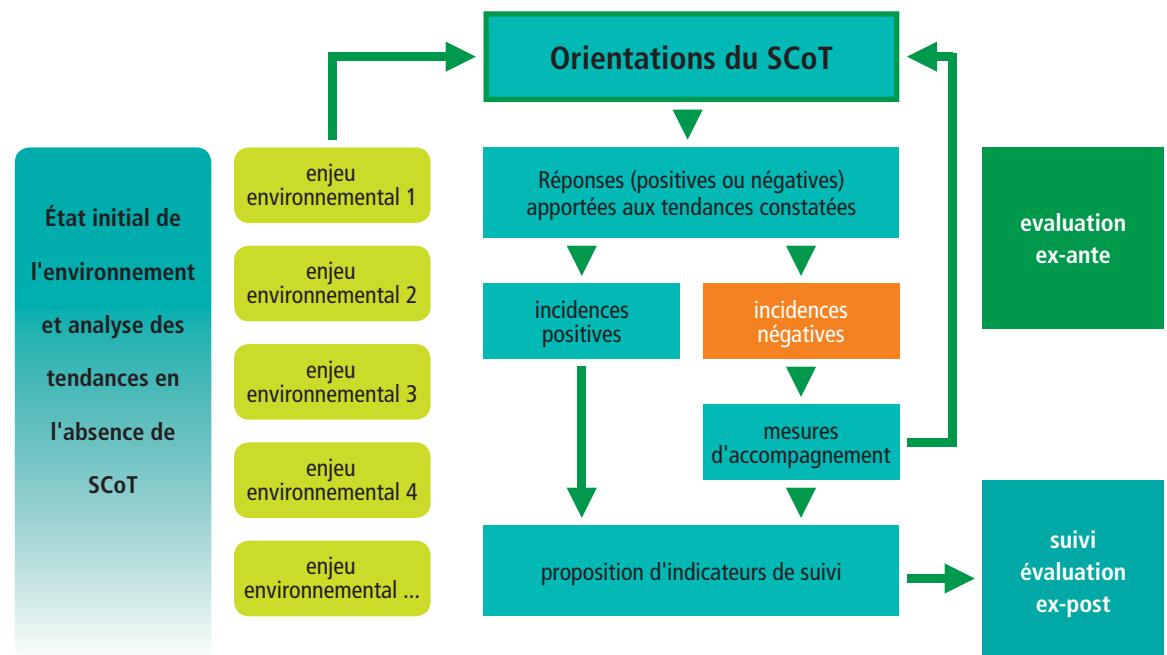 Orientations du SCoT
État initial de
l'environnement
et analyse des
tendances en
l'absence de
SCoT
enjeu
environnemental 1
enjeu
environnemental 2
enjeu
environnemental 3
enjeu
environnemental 4
enjeu
environnemental ...
Réponses (positives ou négatives)
apportées aux tendances constatées
incidences
positives
incidences
négatives
mesures
d'accompagnement
proposition d'indicateurs de suivi
evaluation
ex-ante
suivi
évaluation
ex-post